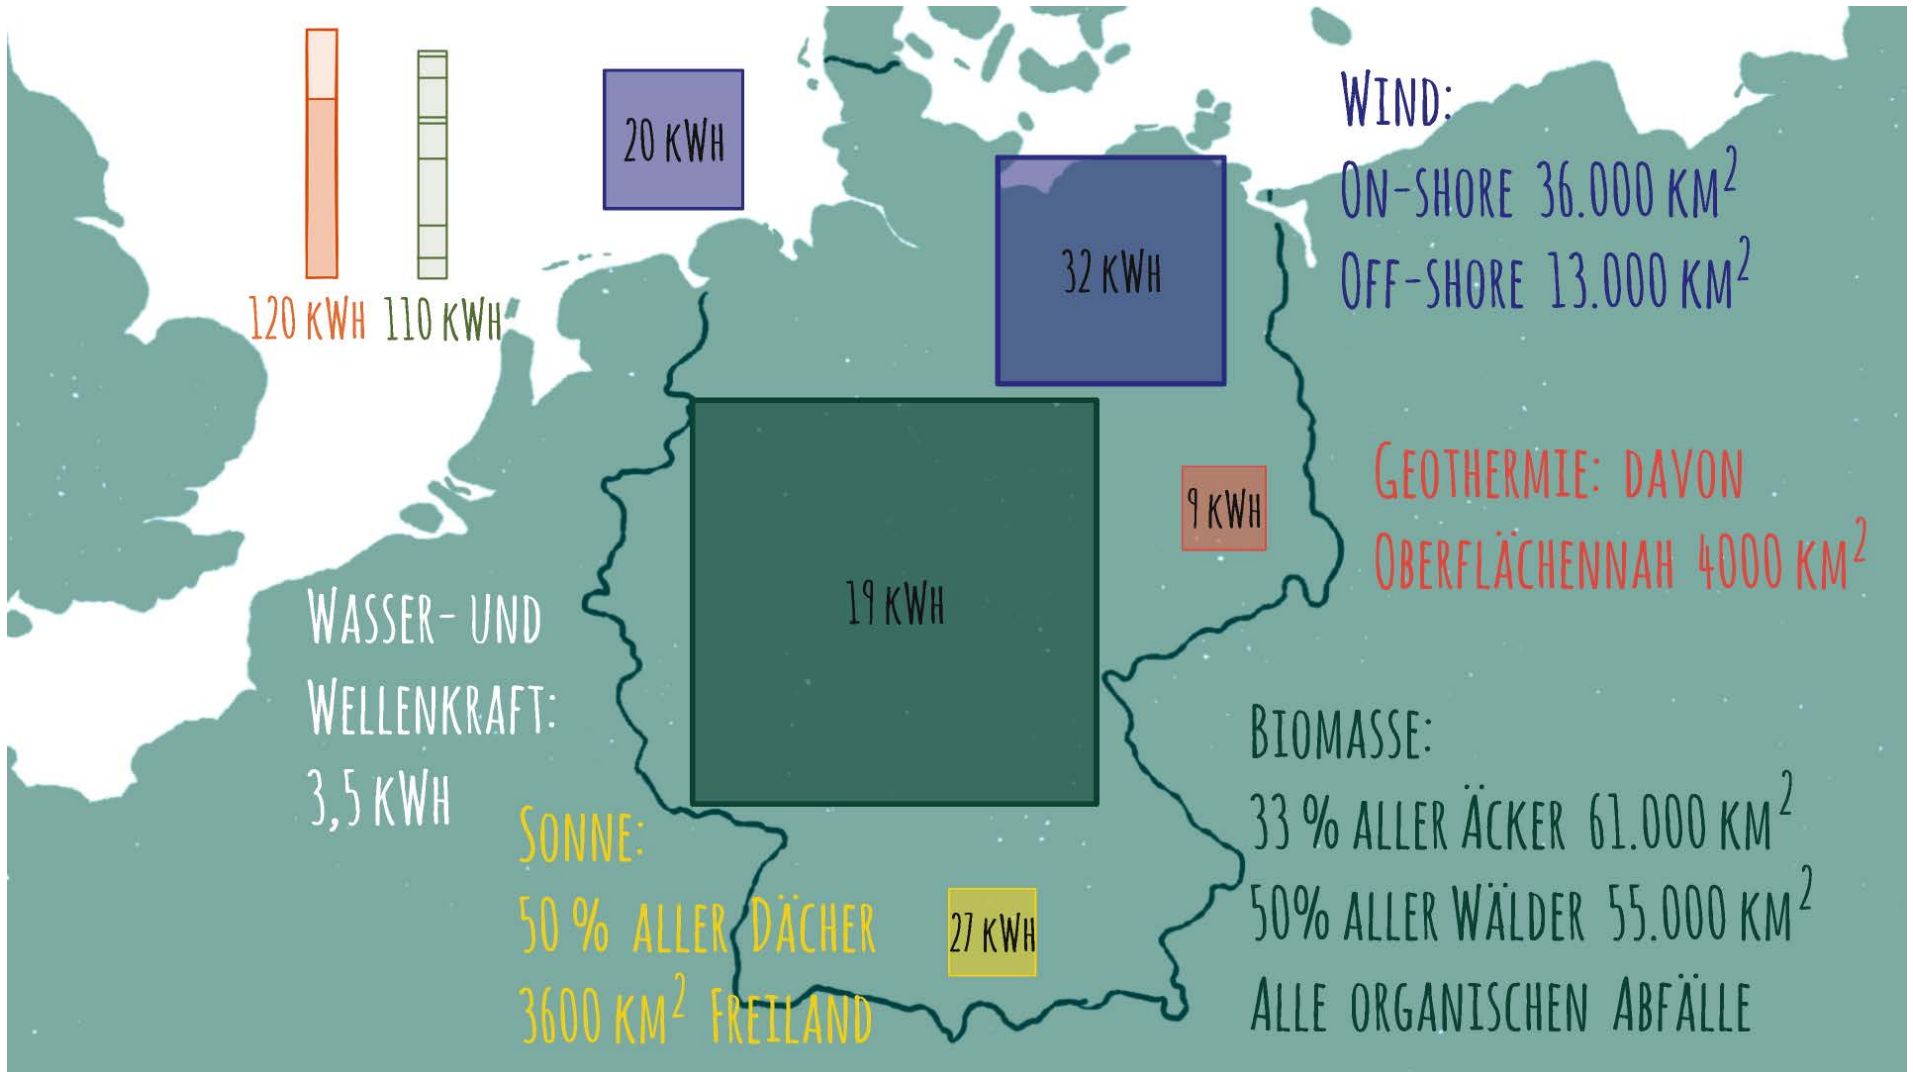 120 KWH 110 KWH
20 KWH
32 KWH
WIND:
ON-SHORE 36.000 KM²
OFF-SHORE 13.000 KM²
9 KWH
GEOTHERMIE: DAVON
OBERFLÄCHENNAH 4000 KM²
19 KWH
WASSER- UND
WELLENKRAFT:
3,5 KWH
SONNE:
50 % ALLER DÄCHER
3600 KM² FREILAND
27 KWH
BIOMASSE:
33 % ALLER ÄCKER 61.000 KM²
50% ALLER WÄLDER 55.000 KM²
ALLE ORGANISCHEN ABFÄLLE